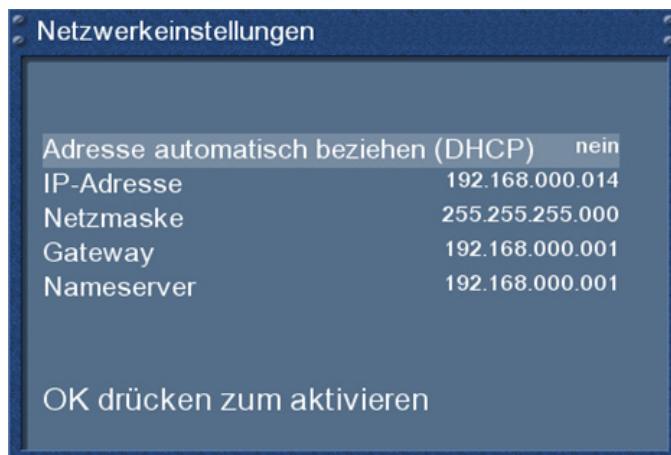 Netzwerkeinstellungen
Adresse automatisch beziehen (DHCP) nein
IP-Adresse 192.168.000.014
Netzmaske 255.255.255.000
Gateway 192.168.000.001
Nameserver 192.168.000.001
OK drücken zum aktivieren